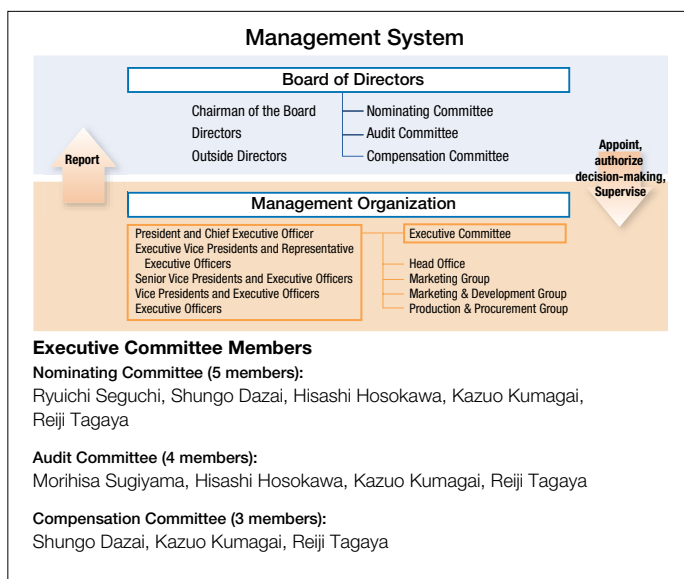 Management System
Board of Directors
Chairman of the Board
Directors
Outside Directors
Nominating Committee
Audit Committee
Compensation Committee
Report
Appoint,
authorize
decision-making,
Supervise
Management Organization
President and Chief Executive Officer
Executive Vice Presidents and Representative
Executive Officers
Senior Vice Presidents and Executive Officers
Vice Presidents and Executive Officers
Executive Officers
Executive Committee
Head Office
Marketing Group
Marketing & Development Group
Production & Procurement Group
Executive Committee Members
Nominating Committee (5 members):
Ryuichi Seguchi, Shungo Dazai, Hisashi Hosokawa, Kazuo Kumagai,
Reiji Tagaya
Audit Committee (4 members):
Morihisa Sugiyama, Hisashi Hosokawa, Kazuo Kumagai, Reiji Tagaya
Compensation Committee (3 members):
Shungo Dazai, Kazuo Kumagai, Reiji Tagaya